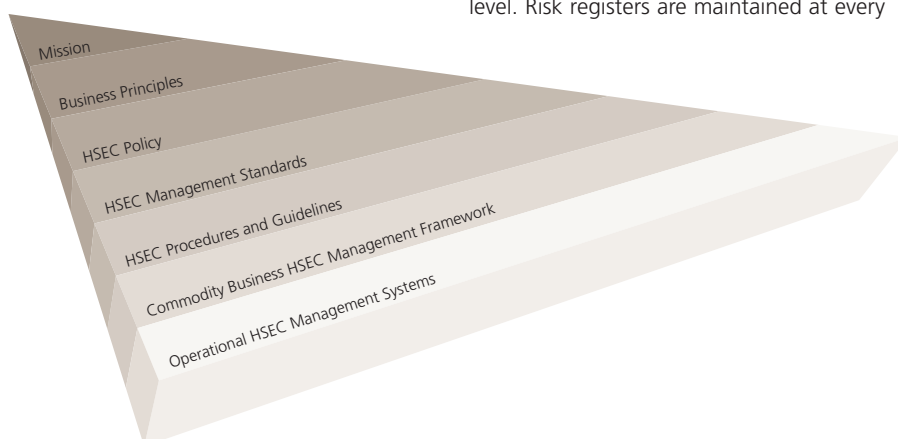 level. Risk registers are maintained at every
Mission
Business Principles
HSEC Policy
HSEC Management Standards
HSEC Procedures and Guidelines
Commodity Business HSEC Management Framework
Operational HSEC Management Systems